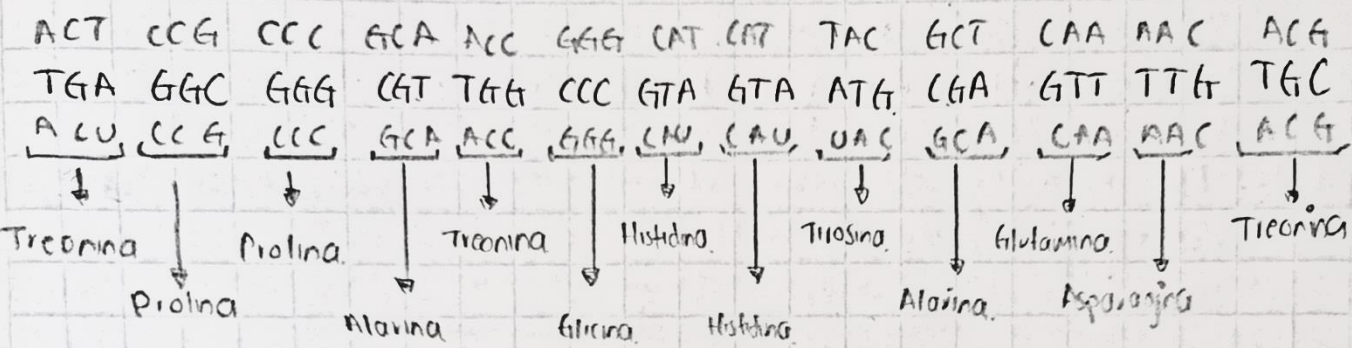 ACT CCG CCC GCA ACC GGG CAT CAT TAC GCT CAA AAC ACG
TGA GGC GGG CGT TGG CCC GTA GTA ATG CGA GTT TTG TGC
ACU CCG CCC GCA ACC GGG CAU CAU UAC GCA CAA AAC ACG
Treonina Prolina Treonina Histidina Tirosina Glutamina Treonina
Prolina Alanina Glicina Histidina Alanina Asparagina